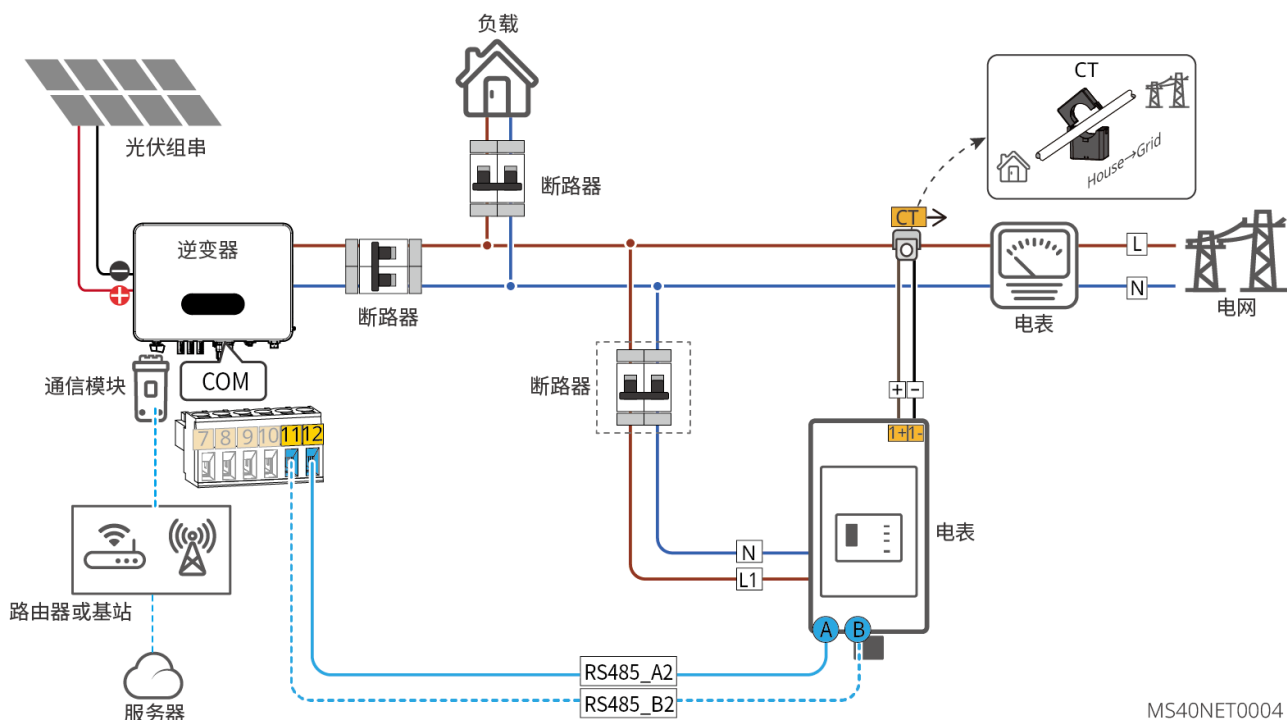 负载
CT
House→Grid
光伏组串
断路器
CT
逆变器
L
N
断路器
电表
电网
通信模块
COM
断路器
+ -
7 8 9 10 11 12
1+ 1-
电表
N
L1
路由器或基站
A B
RS485_A2
RS485_B2
服务器
MS40NET0004